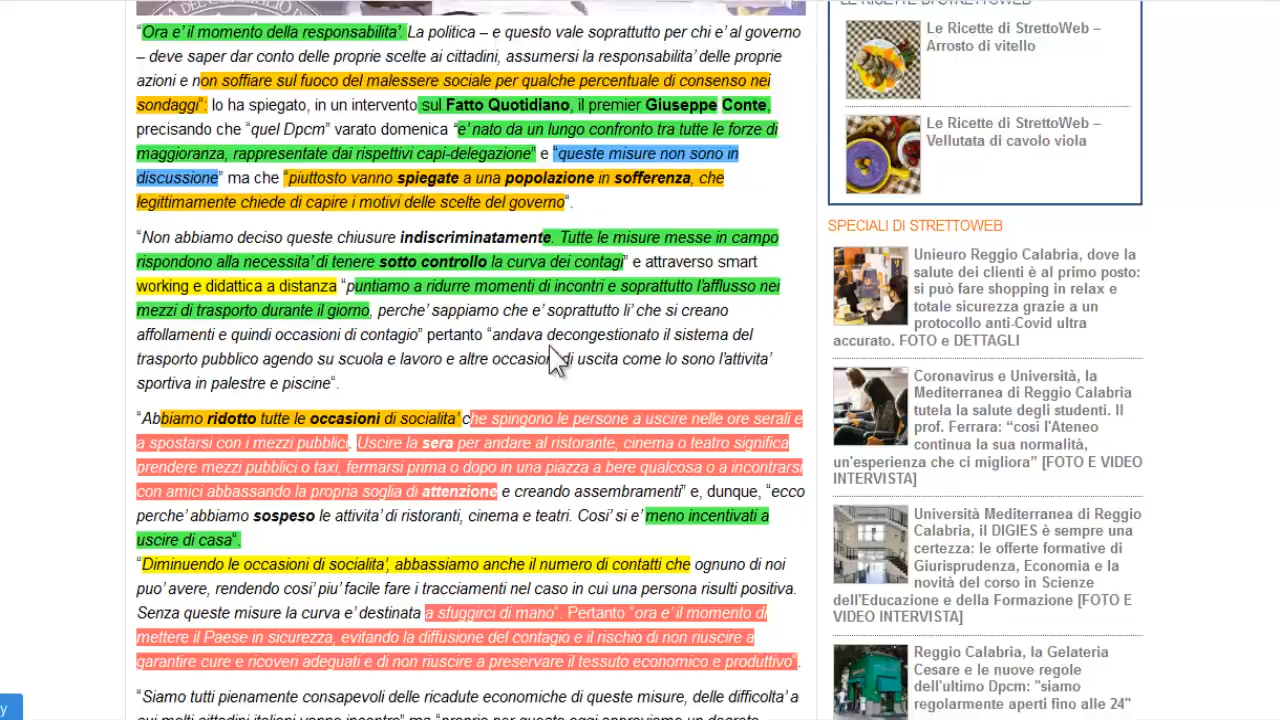 “Ora e’ il momento della responsabilita’. La politica – e questo vale soprattutto per chi e’ al governo
– deve saper dar conto delle proprie scelte ai cittadini, assumersi la responsabilita’ delle proprie
azioni e non soffiare sul fuoco del malessere sociale per qualche percentuale di consenso nei
sondaggi“: lo ha spiegato, in un intervento sul Fatto Quotidiano, il premier Giuseppe Conte,
precisando che “quel Dpcm” varato domenica “e’ nato da un lungo confronto tra tutte le forze di
maggioranza, rappresentate dai rispettivi capi-delegazione” e “queste misure non sono in
discussione” ma che “piuttosto vanno spiegate a una popolazione in sofferenza, che
legittimamente chiede di capire i motivi delle scelte del governo“.
“Non abbiamo deciso queste chiusure indiscriminatamente. Tutte le misure messe in campo
rispondono alla necessita’ di tenere sotto controllo la curva dei contagi” e attraverso smart
working e didattica a distanza “puntiamo a ridurre momenti di incontri e soprattutto l’afflusso nei
mezzi di trasporto durante il giorno, perche’ sappiamo che e’ soprattutto li’ che si creano
affollamenti e quindi occasioni di contagio” pertanto “andava decongestionato il sistema del
trasporto pubblico agendo su scuola e lavoro e altre occasioni di uscita come lo sono l’attivita’
sportiva in palestre e piscine“.
“Abbiamo ridotto tutte le occasioni di socialita’ che spingono le persone a uscire nelle ore serali e
a spostarsi con i mezzi pubblici. Uscire la sera per andare al ristorante, cinema o teatro significa
prendere mezzi pubblici o taxi, fermarsi prima o dopo in una piazza a bere qualcosa o a incontrarsi
con amici abbassando la propria soglia di attenzione e creando assembramenti” e, dunque, “ecco
perche’ abbiamo sospeso le attivita’ di ristoranti, cinema e teatri. Cosi’ si e’ meno incentivati a
uscire di casa“.
“Diminuendo le occasioni di socialita’, abbassiamo anche il numero di contatti che ognuno di noi
puo’ avere, rendendo cosi’ piu’ facile fare i tracciamenti nel caso in cui una persona risulti positiva.
Senza queste misure la curva e’ destinata a sfuggirci di mano“. Pertanto “ora e’ il momento di
mettere il Paese in sicurezza, evitando la diffusione del contagio e il rischio di non riuscire a
garantire cure e ricoveri adeguati e di non riuscire a preservare il tessuto economico e produttivo“.
“Siamo tutti pienamente consapevoli delle ricadute economiche di queste misure, delle difficolta’ a
cui molti cittadini italiani vanno incontro” ma “proprio per questo oggi approviamo un decreto
LE RICETTE DI STRETTOWEB
Le Ricette di StrettoWeb –
Arrosto di vitello
Le Ricette di StrettoWeb –
Vellutata di cavolo viola
SPECIALI DI STRETTOWEB
Unieuro Reggio Calabria, dove la
salute dei clienti è al primo posto:
si può fare shopping in relax e
totale sicurezza grazie a un
protocollo anti-Covid ultra
accurato. FOTO e DETTAGLI
Coronavirus e Università, la
Mediterranea di Reggio Calabria
tutela la salute degli studenti. Il
prof. Ferrara: “così l'Ateneo
continua la sua normalità,
un'esperienza che ci migliora” [FOTO E VIDEO
INTERVISTA]
Università Mediterranea di Reggio
Calabria, il DIGIES è sempre una
certezza: le offerte formative di
Giurisprudenza, Economia e la
novità del corso in Scienze
dell'Educazione e della Formazione [FOTO E
VIDEO INTERVISTA]
Reggio Calabria, la Gelateria
Cesare e le nuove regole
dell'ultimo Dpcm: "siamo
regolarmente aperti fino alle 24"